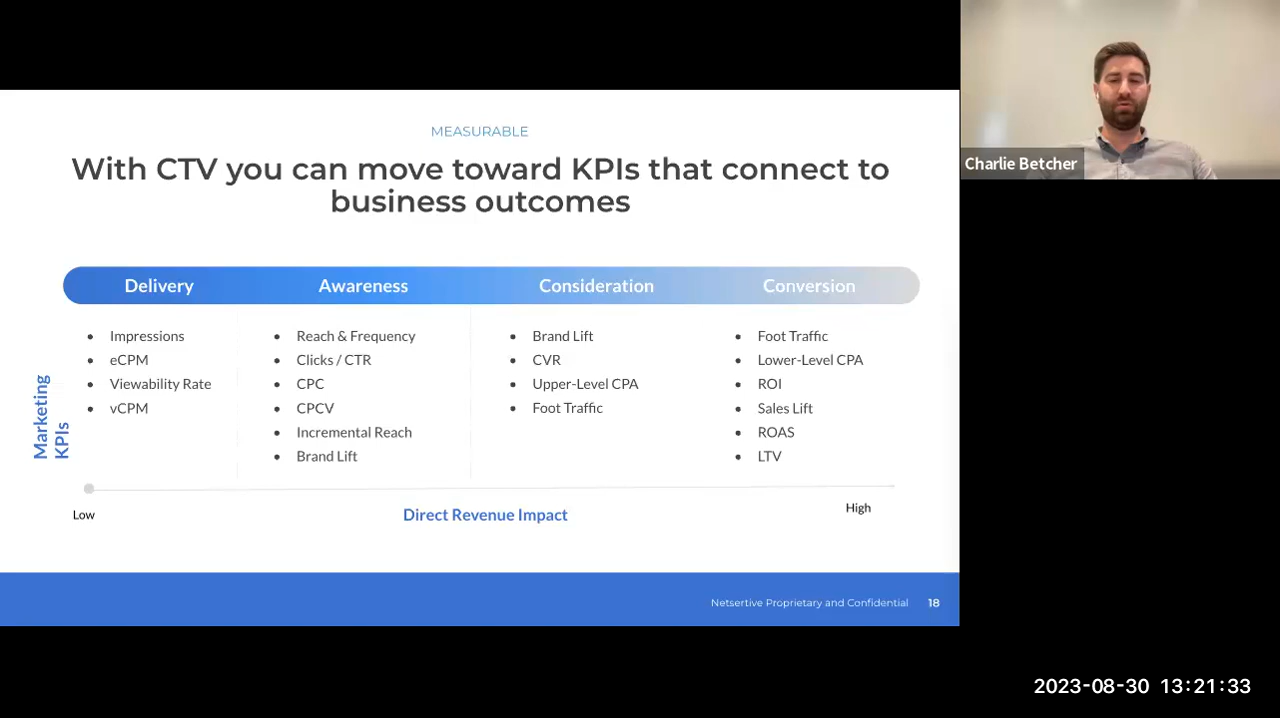 MEASURABLE
With CTV you can move toward KPIs that connect to
business outcomes
Delivery
Awareness
Consideration
Conversion
Impressions
eCPM
Viewability Rate
vCPM
Reach & Frequency
Clicks / CTR
CPC
CPCV
Incremental Reach
Brand Lift
Brand Lift
CVR
Upper-Level CPA
Foot Traffic
Foot Traffic
Lower-Level CPA
ROI
Sales Lift
ROAS
LTV
Marketing
KPIs
Low
Direct Revenue Impact
High
Netsertive Proprietary and Confidential 18
Charlie Betcher
2023-08-30 13:21:33